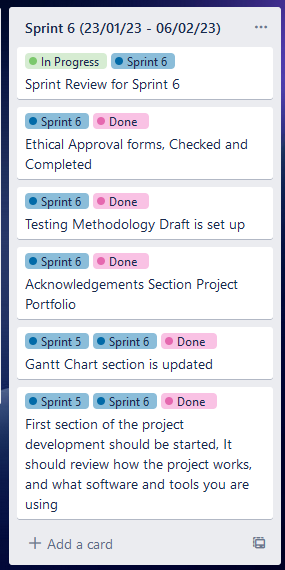 Sprint 6 (23/01/23 - 06/02/23)
In Progress Sprint 6
Sprint Review for Sprint 6
Sprint 6 Done
Ethical Approval forms, Checked and
Completed
Sprint 6 Done
Testing Methodology Draft is set up
Sprint 6 Done
Acknowledgements Section Project
Portfolio
Sprint 5 Sprint 6 Done
Gantt Chart section is updated
Sprint 5 Sprint 6 Done
First section of the project
development should be started, It
should review how the project works,
and what software and tools you are
using
Add a card